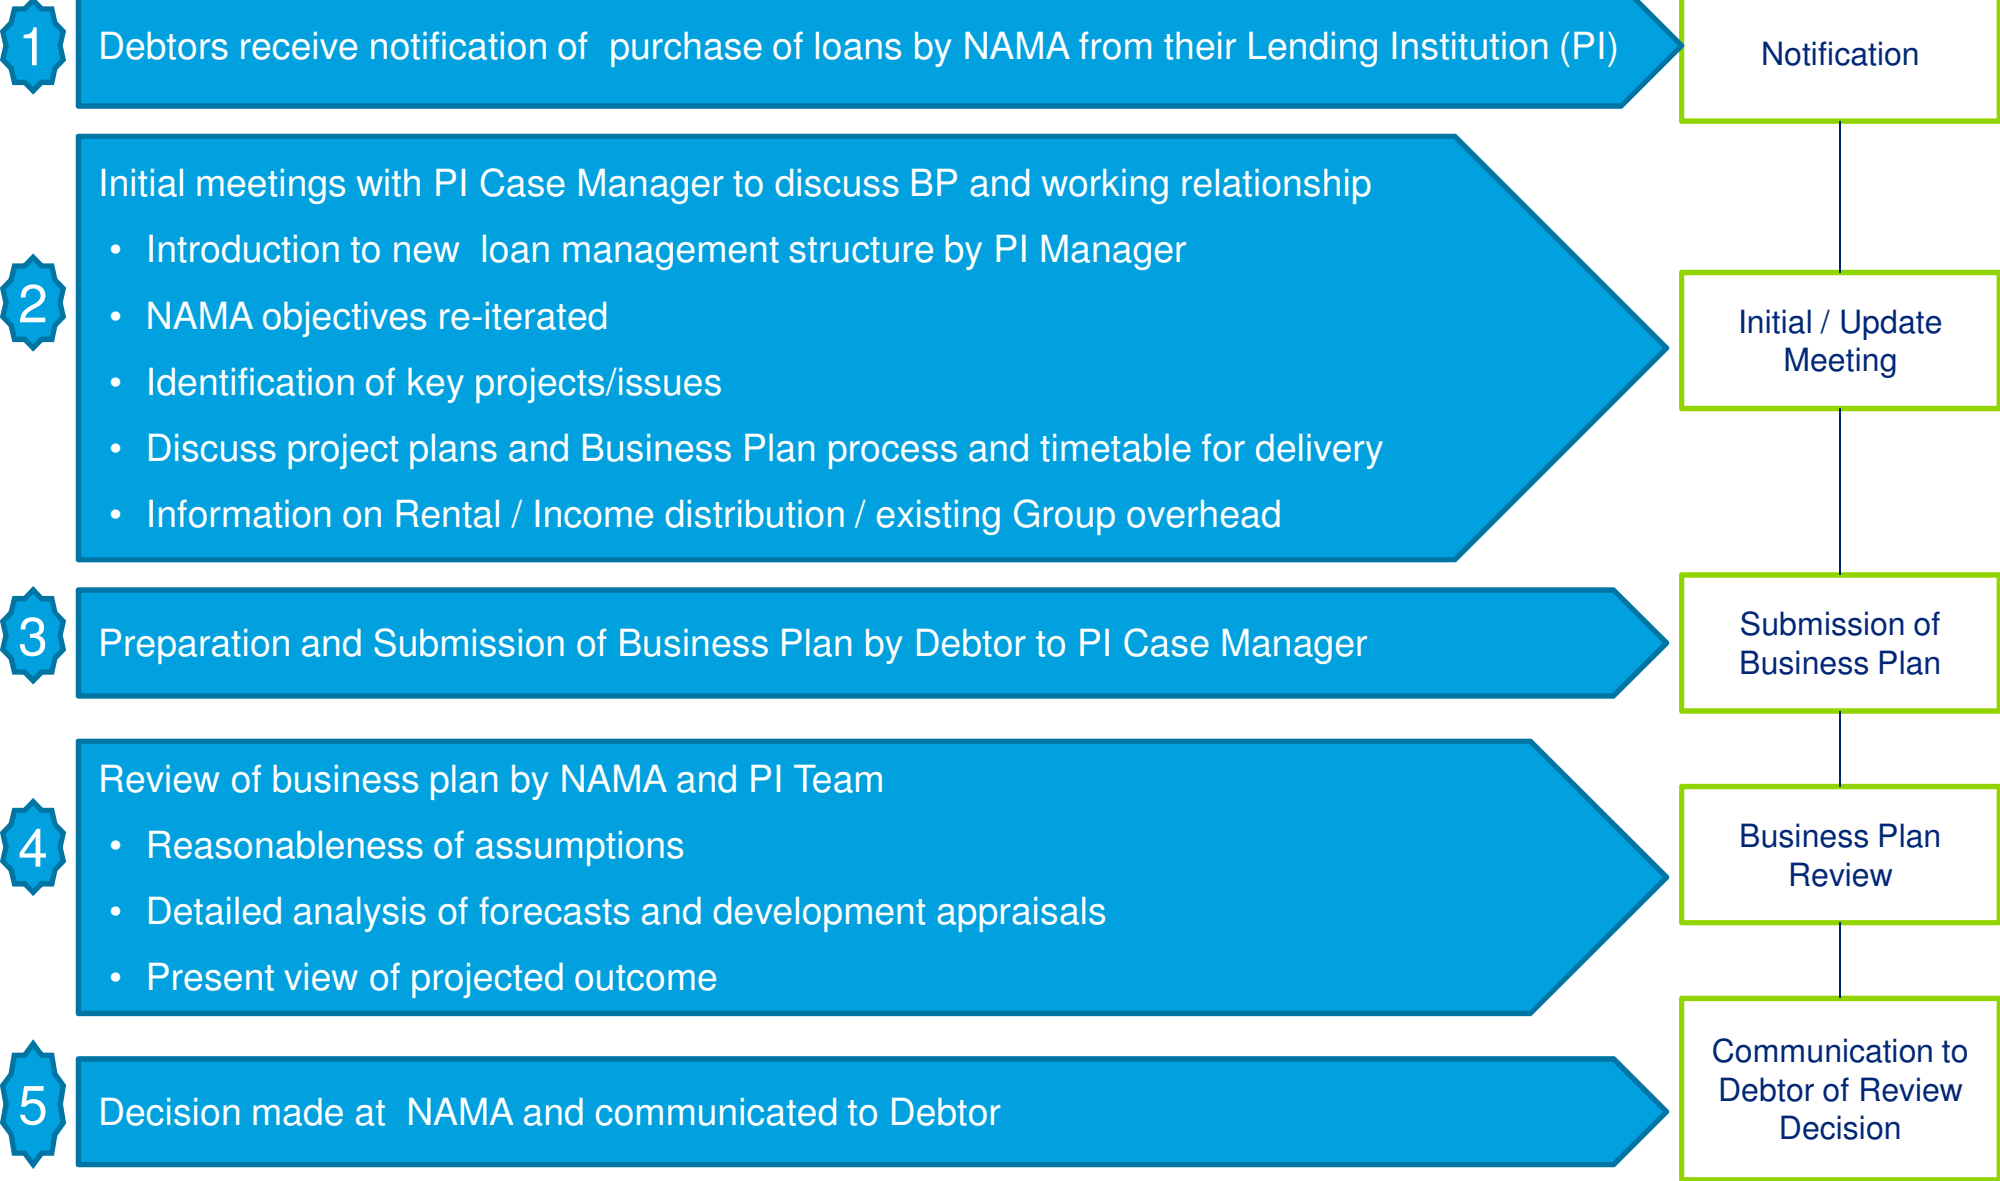 1
Debtors receive notification of purchase of loans by NAMA from their Lending Institution (PI)
Notification
2
Initial meetings with PI Case Manager to discuss BP and working relationship
• Introduction to new loan management structure by PI Manager
• NAMA objectives re-iterated
• Identification of key projects/issues
• Discuss project plans and Business Plan process and timetable for delivery
• Information on Rental / Income distribution / existing Group overhead
Initial / Update
Meeting
3
Preparation and Submission of Business Plan by Debtor to PI Case Manager
Submission of
Business Plan
4
Review of business plan by NAMA and PI Team
• Reasonableness of assumptions
• Detailed analysis of forecasts and development appraisals
• Present view of projected outcome
Business Plan
Review
5
Decision made at NAMA and communicated to Debtor
Communication to
Debtor of Review
Decision